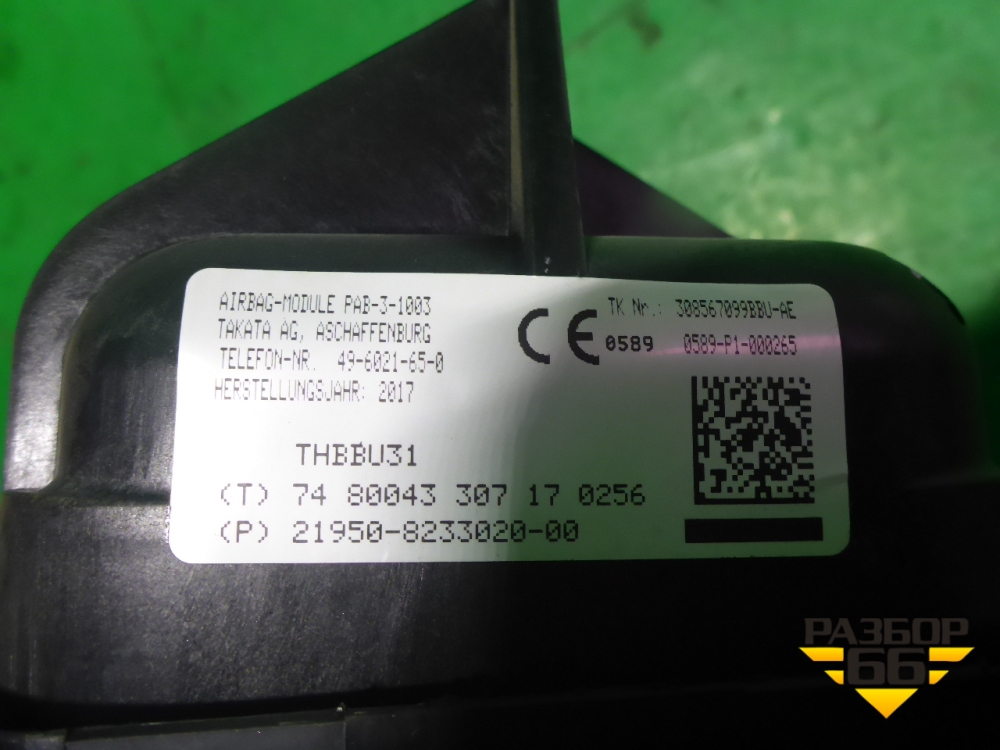 AIRBAG-MODULE PAB-3-1003
TAKATA AG, ASCHAFFENBURG
TELEFON-NR. 49-6021-65-0
HERSTELLUNGSJAHR: 2017
CE 0589
TK Nr.: 308567099BBU-AE
0589-P1-000265
THBBU31
(T) 74 80043 307 17 0256
(P) 21950-8233020-00
РАЗБОР
66